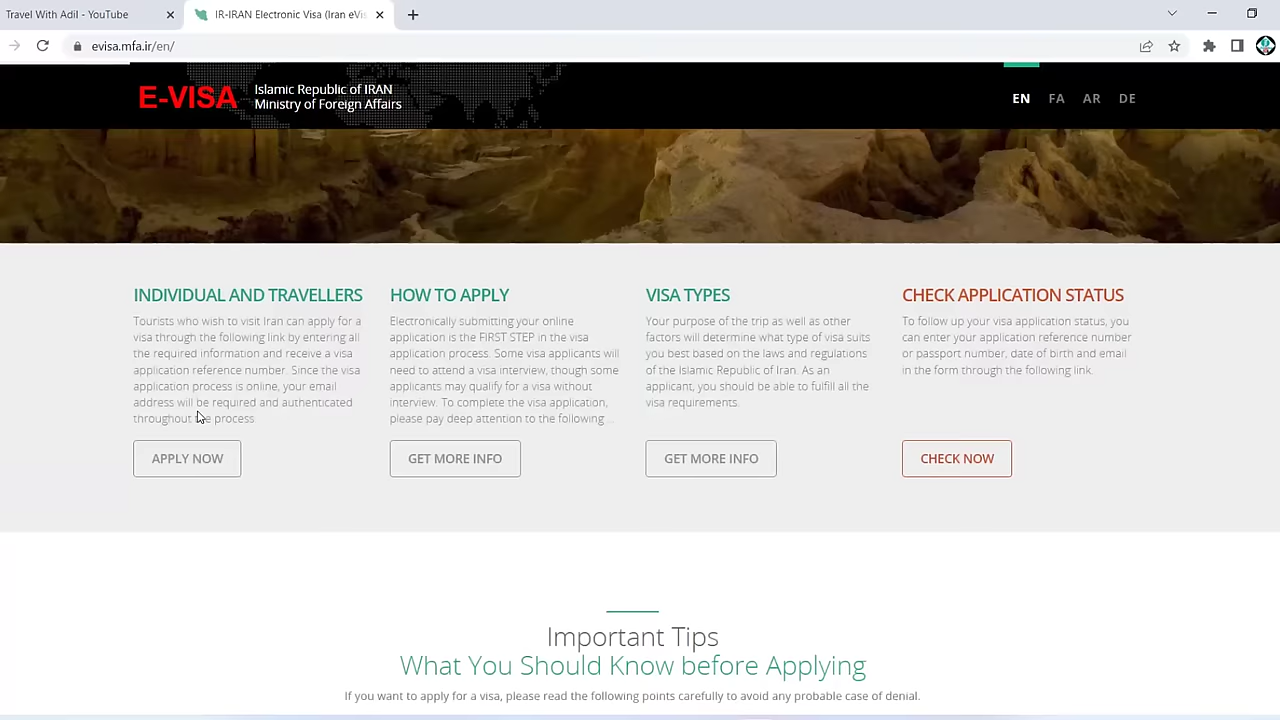 Travel With Adil - YouTube
IR-IRAN Electronic Visa (Iran eVis
evisa.mfa.ir/en/
E-VISA
Islamic Republic of IRAN
Ministry of Foreign Affairs
EN FA AR DE
INDIVIDUAL AND TRAVELLERS
Tourists who wish to visit Iran can apply for a
visa through the following link by entering all
the required information and receive a visa
application reference number. Since the visa
application process is online, your email
address will be required and authenticated
throughout the process.
APPLY NOW
HOW TO APPLY
Electronically submitting your online
application is the FIRST STEP in the visa
application process. Some visa applicants will
need to attend a visa interview, though some
applicants may qualify for a visa without
interview. To complete the visa application,
please pay deep attention to the following ...
GET MORE INFO
VISA TYPES
Your purpose of the trip as well as other
factors will determine what type of visa suits
you best based on the laws and regulations
of the Islamic Republic of Iran. As an
applicant, you should be able to fulfill all the
visa requirements.
GET MORE INFO
CHECK APPLICATION STATUS
To follow up your visa application status, you
can enter your application reference number
or passport number, date of birth and email
in the form through the following link.
CHECK NOW
Important Tips
What You Should Know before Applying
If you want to apply for a visa, please read the following points carefully to avoid any probable case of denial.